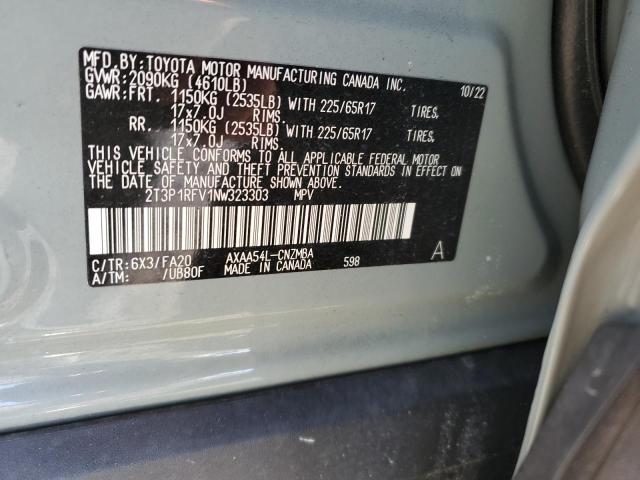 MFD. BY: TOYOTA MOTOR MANUFACTURING CANADA INC. 10/22
GVWR: 2090KG (4610LB)
GAWR: FRT. 1150KG (2535LB) WITH 225/65R17 TIRES,
17x7.0J RIMS.
RR. 1150KG (2535LB) WITH 225/65R17 TIRES,
17x7.0J RIMS.
THIS VEHICLE CONFORMS TO ALL APPLICABLE FEDERAL MOTOR
VEHICLE SAFETY AND THEFT PREVENTION STANDARDS IN EFFECT ON
THE DATE OF MANUFACTURE SHOWN ABOVE.
2T3P1RFV1NW323303 MPV
C/TR: 6X3/FA20 AXAA54L-CNZMBA A
A/TM: /UB80F MADE IN CANADA 598